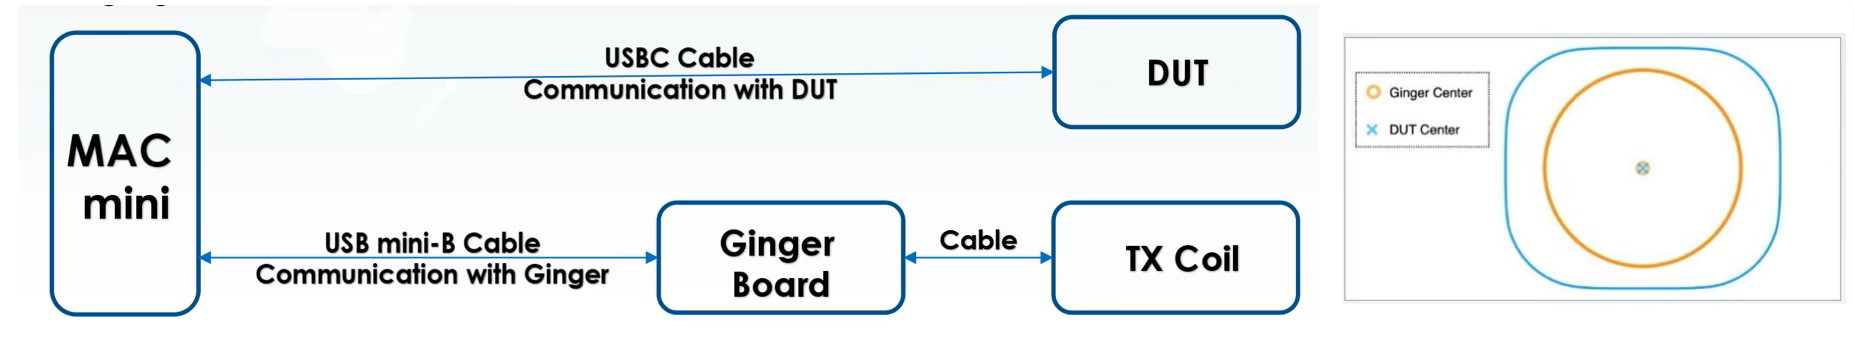 MAC
mini
USBC Cable
Communication with DUT
DUT
USB mini-B Cable
Communication with Ginger
Ginger
Board
Cable
TX Coil
Ginger Center
DUT Center